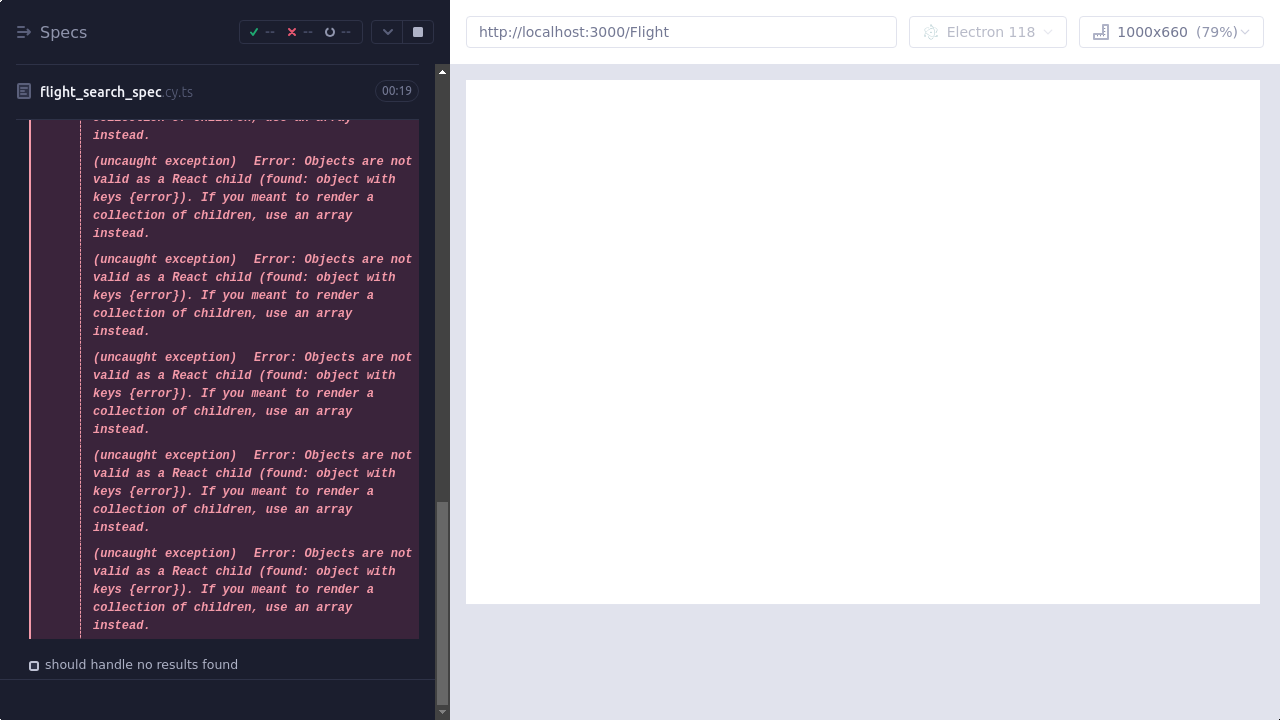 Specs
-- -- --
http://localhost:3000/Flight
Electron 118
1000x660 (79%)
flight_search_spec.cy.ts
00:19
collection of children, use an array
instead.
(uncaught exception) Error: Objects are not
valid as a React child (found: object with
keys {error}). If you meant to render a
collection of children, use an array
instead.
(uncaught exception) Error: Objects are not
valid as a React child (found: object with
keys {error}). If you meant to render a
collection of children, use an array
instead.
(uncaught exception) Error: Objects are not
valid as a React child (found: object with
keys {error}). If you meant to render a
collection of children, use an array
instead.
(uncaught exception) Error: Objects are not
valid as a React child (found: object with
keys {error}). If you meant to render a
collection of children, use an array
instead.
(uncaught exception) Error: Objects are not
valid as a React child (found: object with
keys {error}). If you meant to render a
collection of children, use an array
instead.
should handle no results found